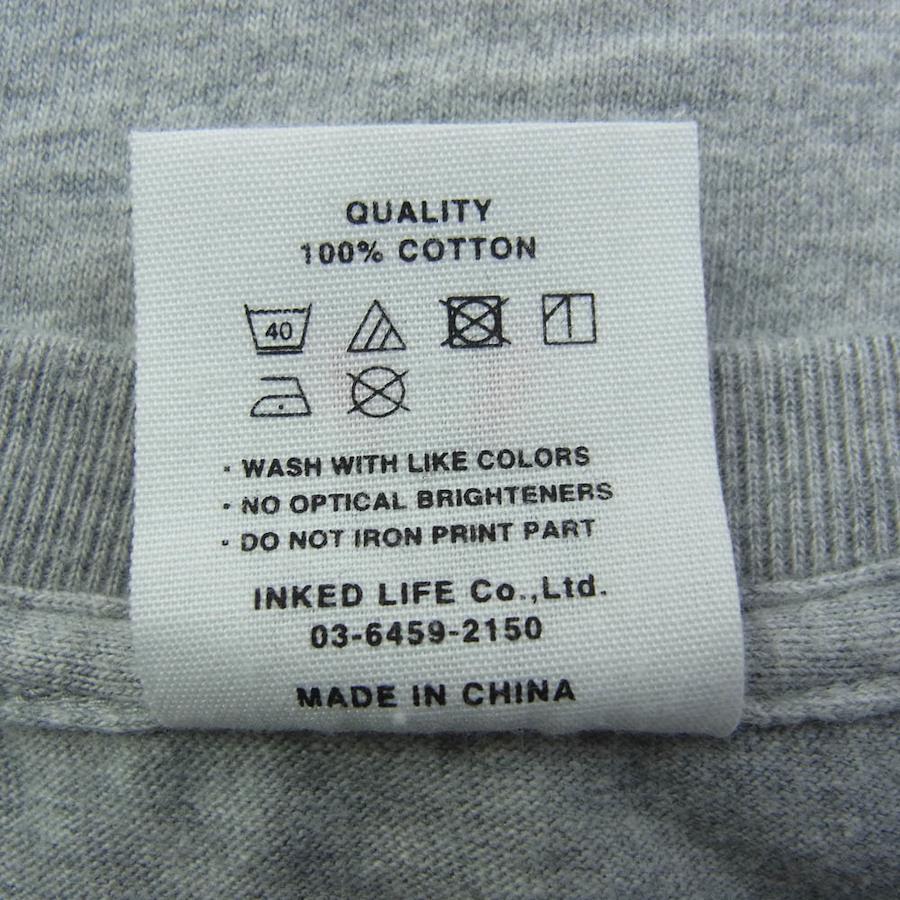 QUALITY
100% COTTON
40
· WASH WITH LIKE COLORS
· NO OPTICAL BRIGHTENERS
· DO NOT IRON PRINT PART
INKED LIFE Co.,Ltd.
03-6459-2150
MADE IN CHINA